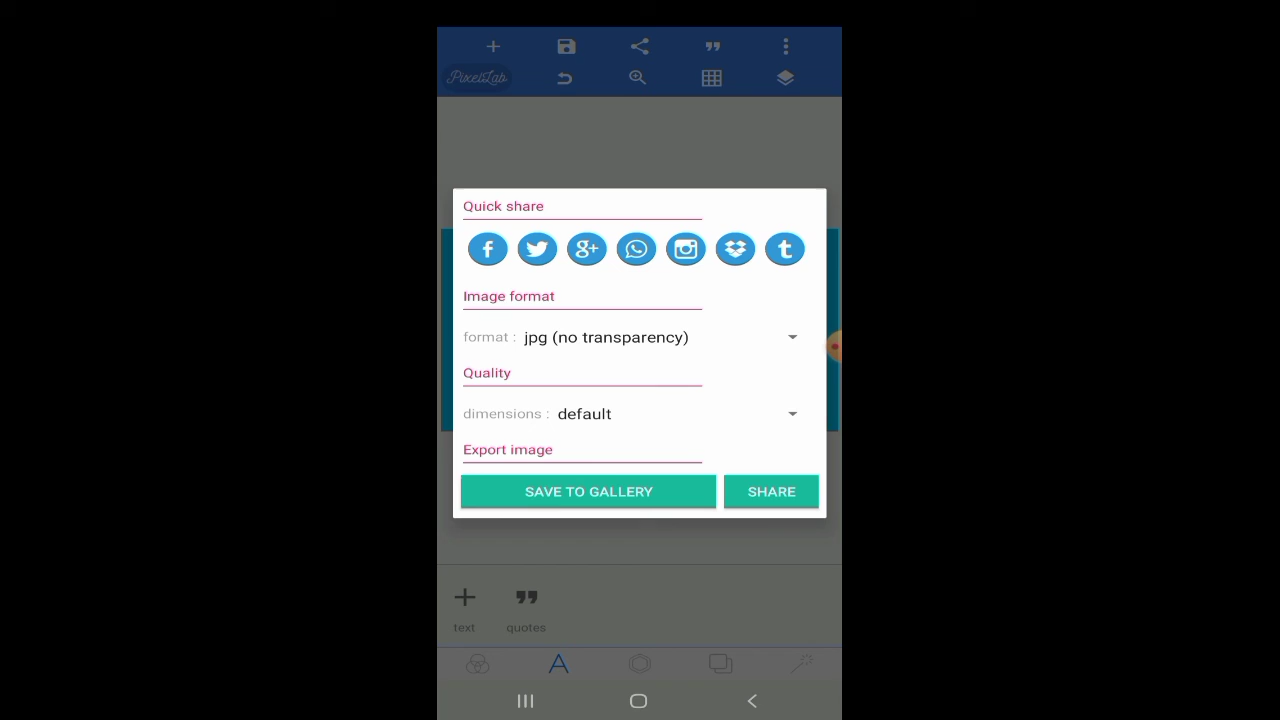 PixelLab
Quick share
Image format
format : jpg (no transparency)
Quality
dimensions : default
Export image
SAVE TO GALLERY SHARE
text quotes